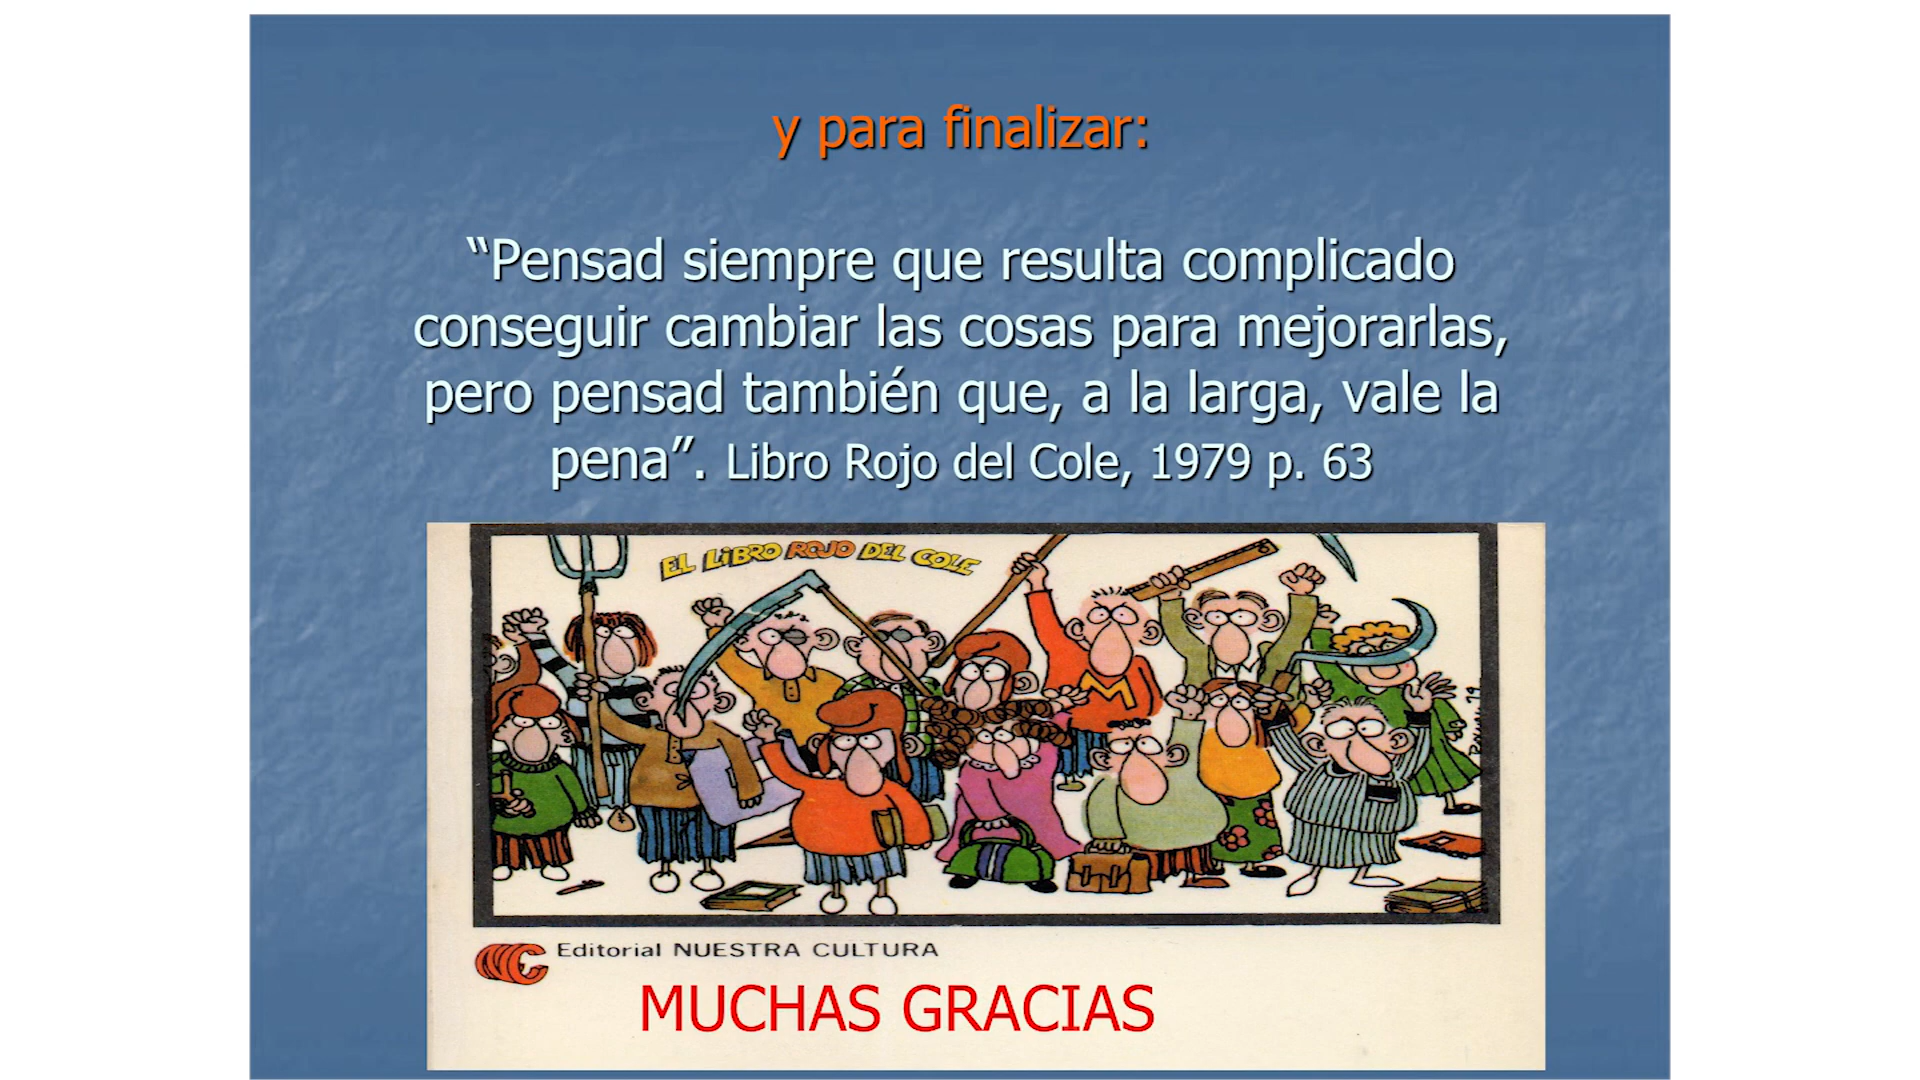 y para finalizar:
“Pensad siempre que resulta complicado
conseguir cambiar las cosas para mejorarlas,
pero pensad también que, a la larga, vale la
pena”. Libro Rojo del Cole, 1979 p. 63
EL LiBRO ROJO DEL COLE
M
Editorial NUESTRA CULTURA
MUCHAS GRACIAS